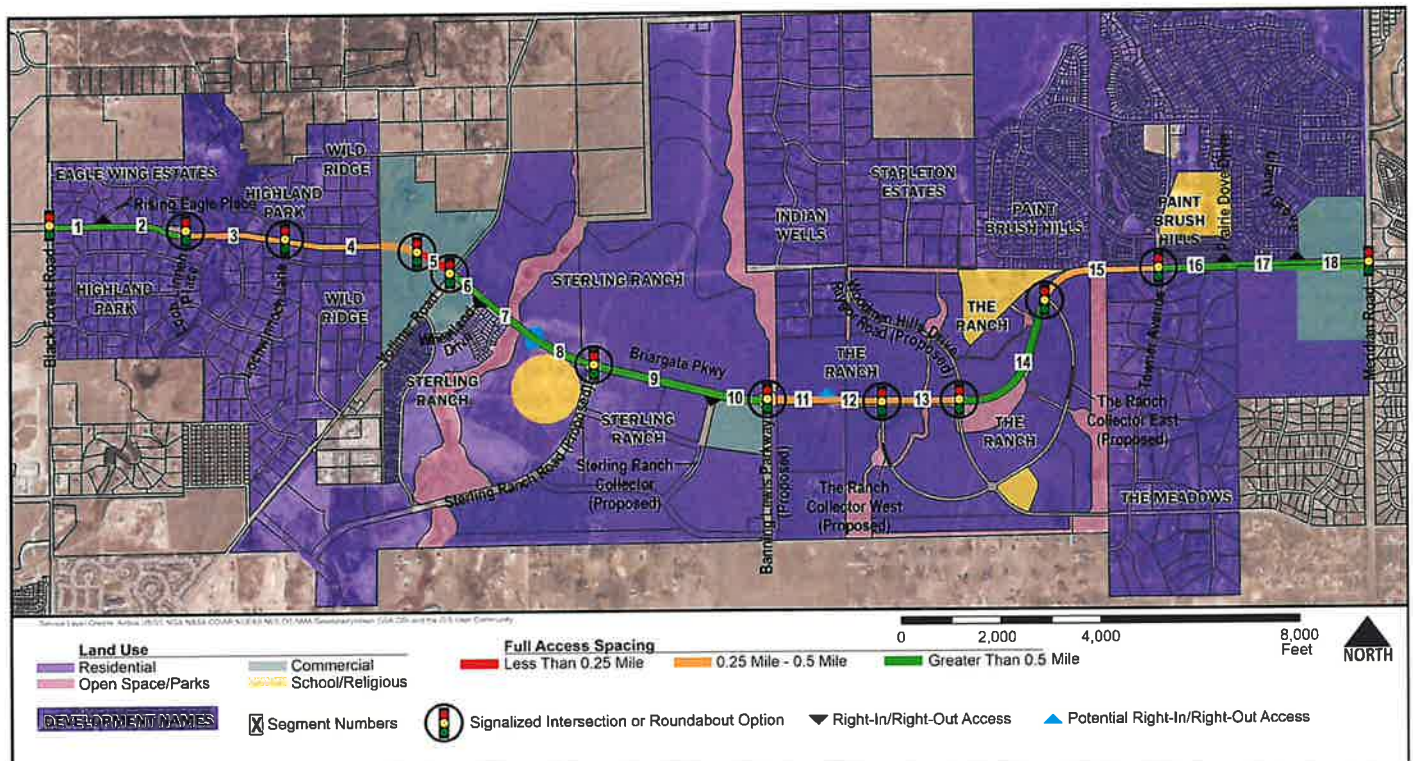 WILD
RIDGE
EAGLE WING ESTATES
Rising Eagle Place
HIGHLAND
PARK
1
2
3
4
5
6
7
8
9
10
11
12
13
14
15
16
17
18
Black Forest Road
HIGHLAND
PARK
Loch Linneh
Place
Lochwinnoch Lane
WILD
RIDGE
Vollmer Road
Wheatland
Drive
STERLING
RANCH
STERLING RANCH
Briargate Pkwy
STERLING
RANCH
Sterling Ranch Road (Proposed)
Sterling Ranch
Collector
(Proposed)
Banning Lewis Parkway
(Proposed)
INDIAN
WELLS
STAPLETON
ESTATES
PAINT
BRUSH HILLS
PAINT
BRUSH
HILLS
Prairie Dove Drive
THE
RANCH
THE
RANCH
THE
RANCH
The Ranch
Collector West
(Proposed)
The Ranch
Collector East
(Proposed)
Towner Avenue
THE MEADOWS
Meridian Road
Land Use
Residential
Commercial
Open Space/Parks
School/Religious
Full Access Spacing
Less Than 0.25 Mile
0.25 Mile - 0.5 Mile
Greater Than 0.5 Mile
0
2,000
4,000
8,000
Feet
NORTH
DEVELOPMENT NAMES
X Segment Numbers
Signalized Intersection or Roundabout Option
Right-In/Right-Out Access
Potential Right-In/Right-Out Access